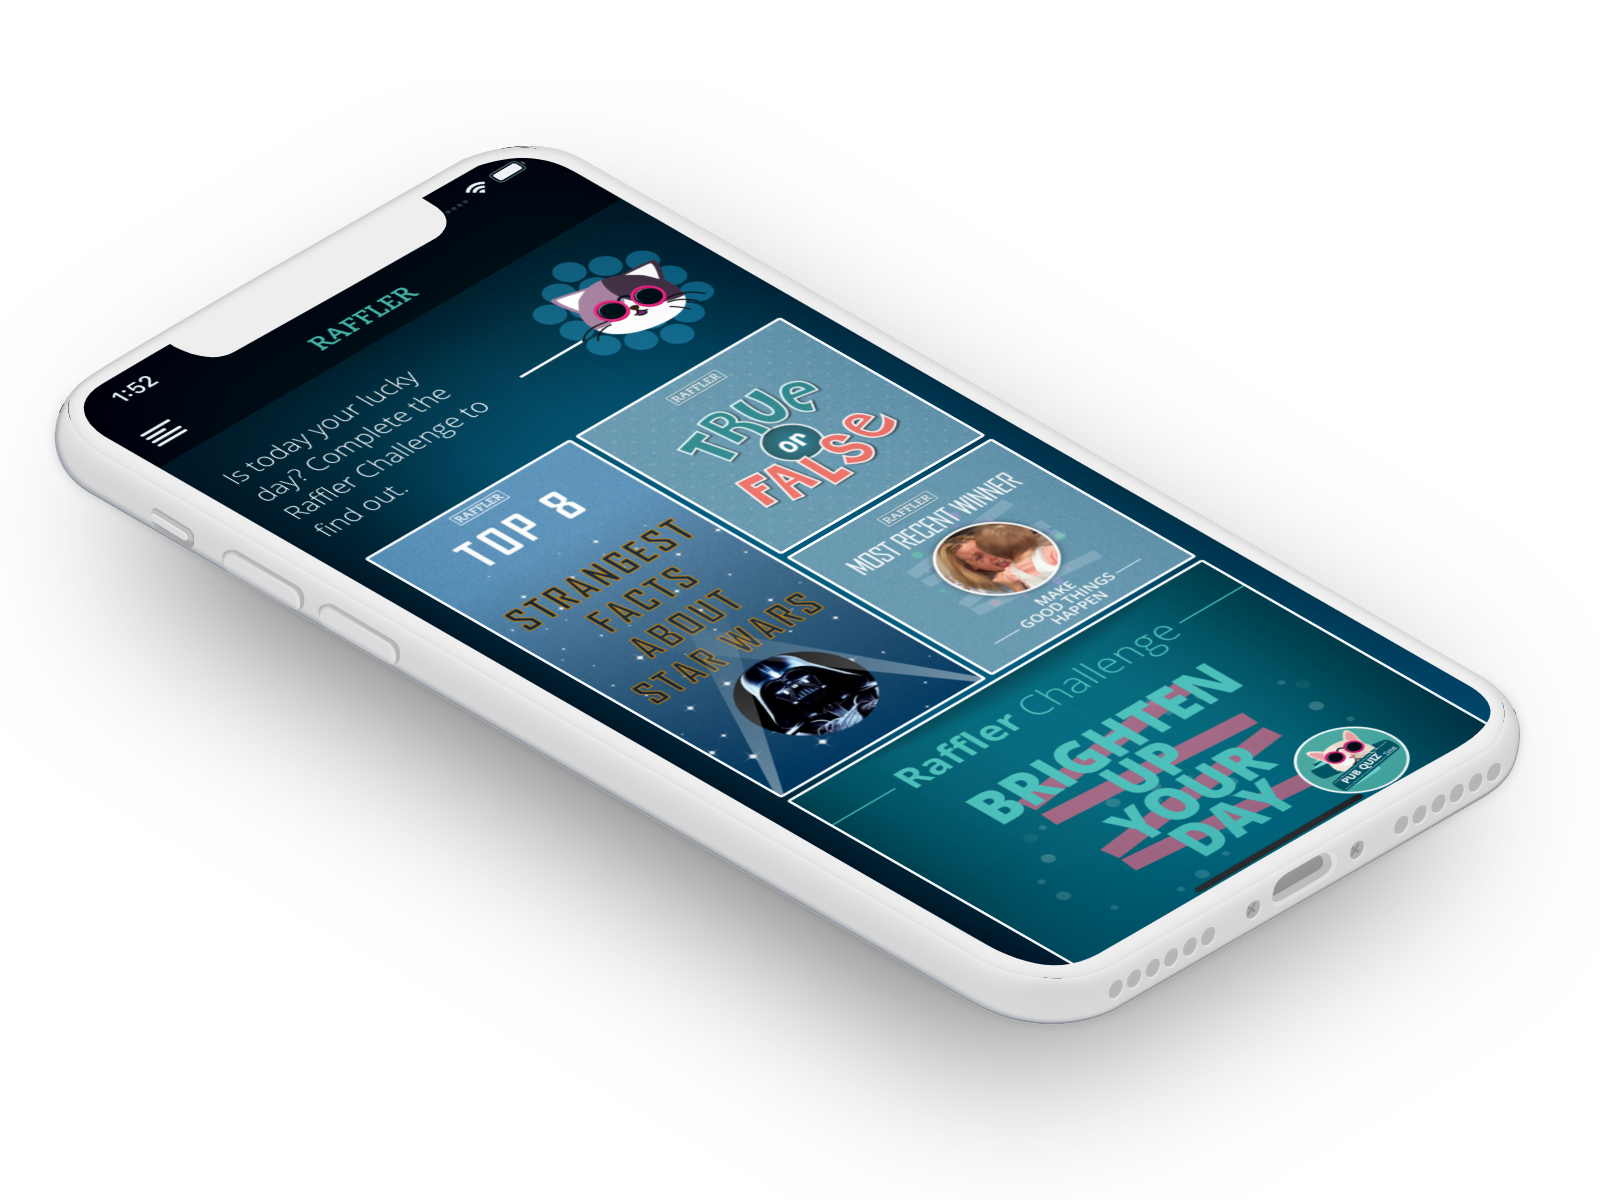 1:52
RAFFLER
Is today your lucky
day? Complete the
Raffler Challenge to
find out.
RAFFLER
TOP 8
STRANGEST
FACTS
ABOUT
STAR WARS
RAFFLER
TRUE
or
FALSE
RAFFLER
MOST RECENT WINNER
MAKE
GOOD THINGS
HAPPEN
Raffler Challenge
BRIGHTEN
UP
YOUR
DAY
PUB QUIZ